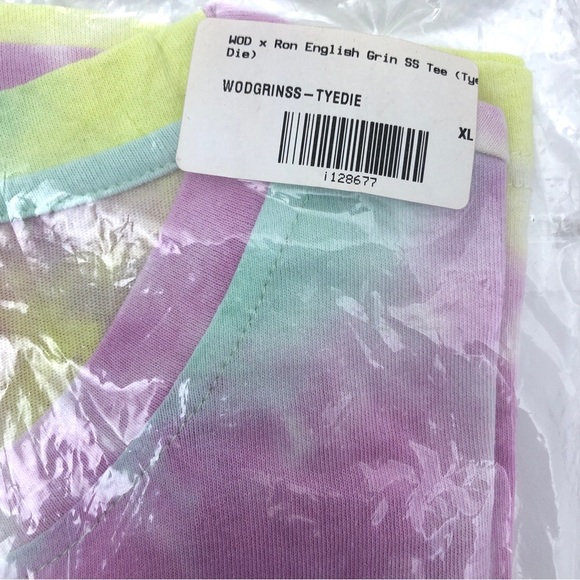 WOD x Ron English Grin SS Tee (Tye
Die)
WODGRINSS-TYEDIE
XL
i128677